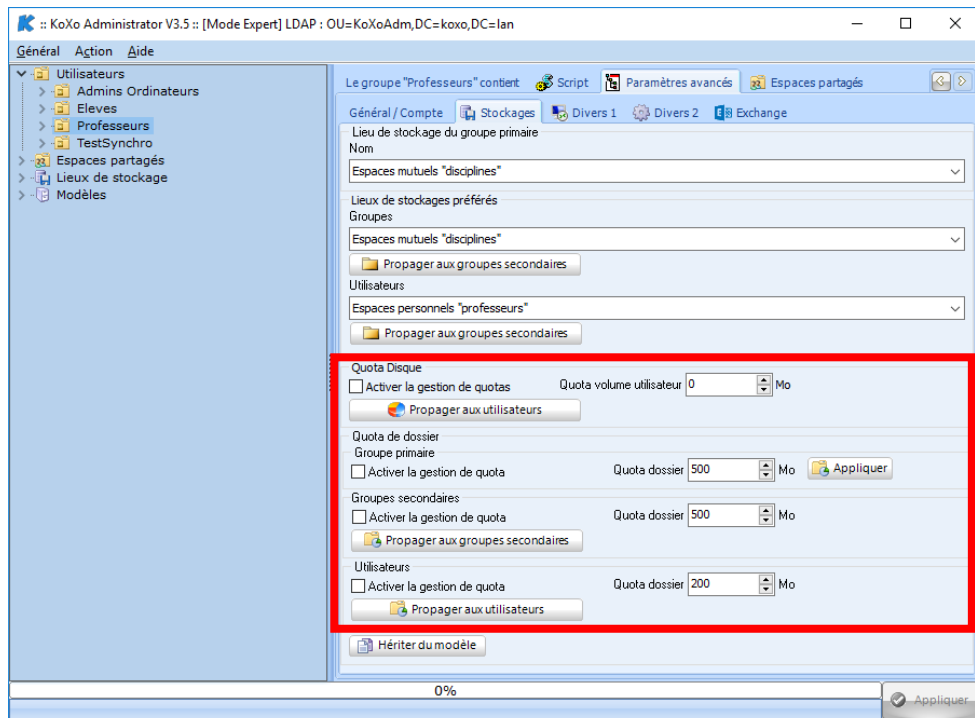 :: KoXo Administrator V3.5 :: [Mode Expert] LDAP : OU=KoXoAdm,DC=koxo,DC=lan
Général Action Aide
Utilisateurs
Admins Ordinateurs
Eleves
Professeurs
TestSynchro
Espaces partagés
Lieux de stockage
Modèles
Le groupe "Professeurs" contient Script Paramètres avancés Espaces partagés
Général / Compte Stockages Divers 1 Divers 2 Exchange
Lieu de stockage du groupe primaire
Nom
Espaces mutuels "disciplines"
Lieux de stockages préférés
Groupes
Espaces mutuels "disciplines"
Propager aux groupes secondaires
Utilisateurs
Espaces personnels "professeurs"
Propager aux groupes secondaires
Quota Disque
Activer la gestion de quotas Quota volume utilisateur 0 Mo
Propager aux utilisateurs
Quota de dossier
Groupe primaire
Activer la gestion de quota Quota dossier 500 Mo Appliquer
Groupes secondaires
Activer la gestion de quota Quota dossier 500 Mo
Propager aux groupes secondaires
Utilisateurs
Activer la gestion de quota Quota dossier 200 Mo
Propager aux utilisateurs
Hériter du modèle
0%
Appliquer